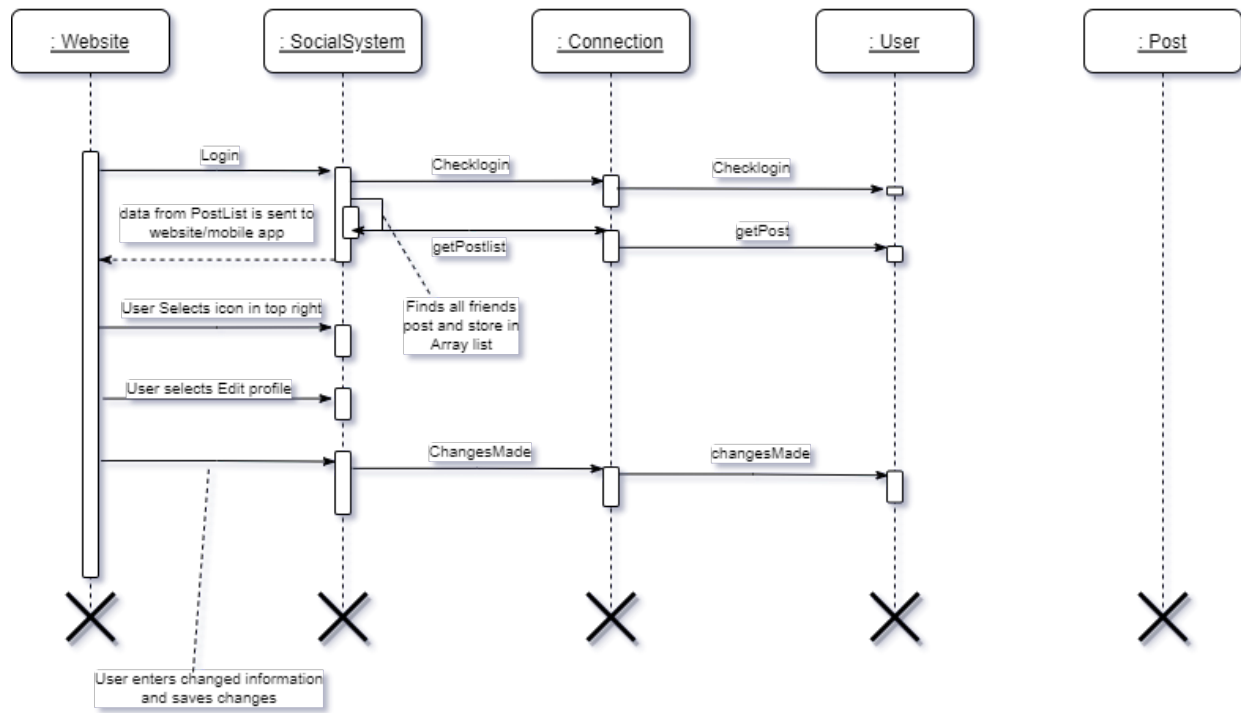 : Website
: SocialSystem
: Connection
: User
: Post
Login
Checklogin
Checklogin
data from PostList is sent to
website/mobile app
getPostlist
getPost
User Selects icon in top right
Finds all friends
post and store in
Array list
User selects Edit profile
ChangesMade
changesMade
User enters changed information
and saves changes